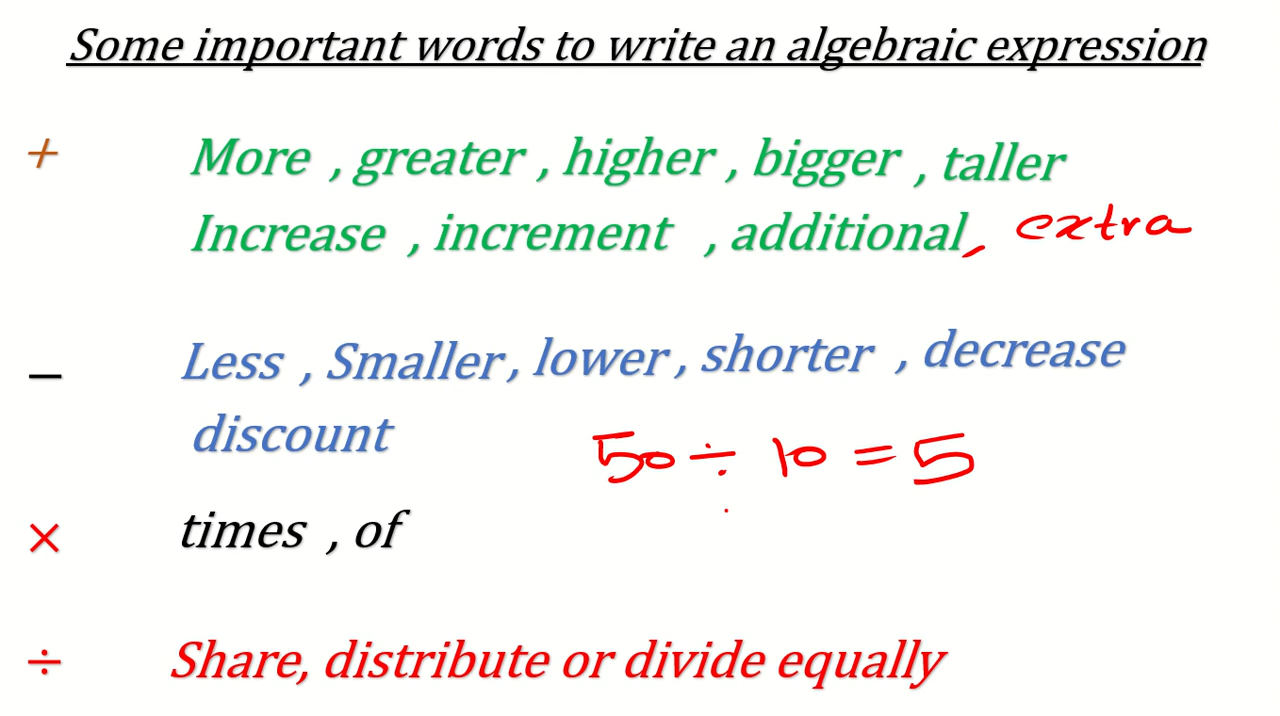 Some important words to write an algebraic expression
+ More , greater , higher , bigger , taller
Increase , increment , additional, extra
− Less , Smaller , lower , shorter , decrease
discount
50 ÷ 10 = 5
× times , of
÷ Share, distribute or divide equally